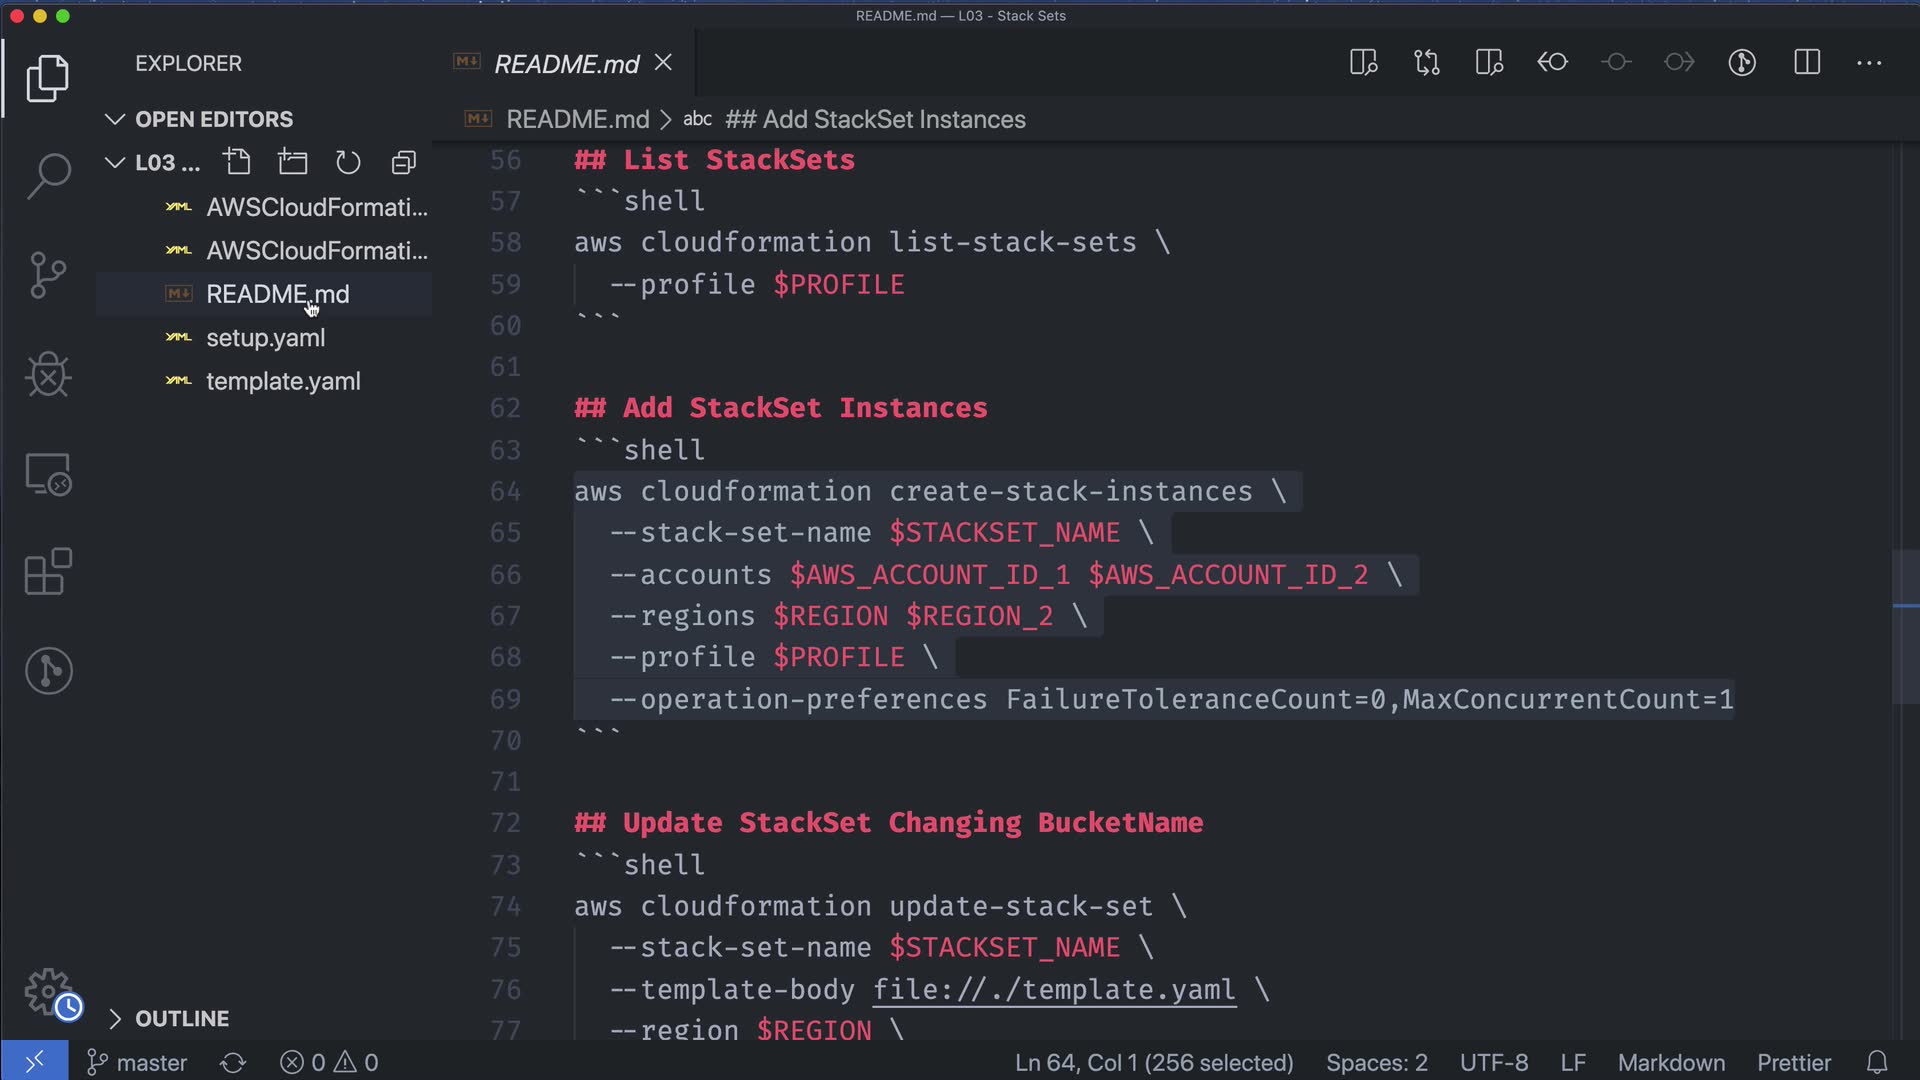 README.md — L03 - Stack Sets
EXPLORER
OPEN EDITORS
L03 ...
AWSCloudFormati...
AWSCloudFormati...
README.md
setup.yaml
template.yaml
OUTLINE
README.md
README.md > abc ## Add StackSet Instances
56 ## List StackSets
57 ```shell
58 aws cloudformation list-stack-sets \
59 --profile $PROFILE
60 ```
61
62 ## Add StackSet Instances
63 ```shell
64 aws cloudformation create-stack-instances \
65 --stack-set-name $STACKSET_NAME \
66 --accounts $AWS_ACCOUNT_ID_1 $AWS_ACCOUNT_ID_2 \
67 --regions $REGION $REGION_2 \
68 --profile $PROFILE \
69 --operation-preferences FailureToleranceCount=0,MaxConcurrentCount=1
70 ```
71
72 ## Update StackSet Changing BucketName
73 ```shell
74 aws cloudformation update-stack-set \
75 --stack-set-name $STACKSET_NAME \
76 --template-body file://./template.yaml \
77 --region $REGION \
master 0 0 Ln 64, Col 1 (256 selected) Spaces: 2 UTF-8 LF Markdown Prettier